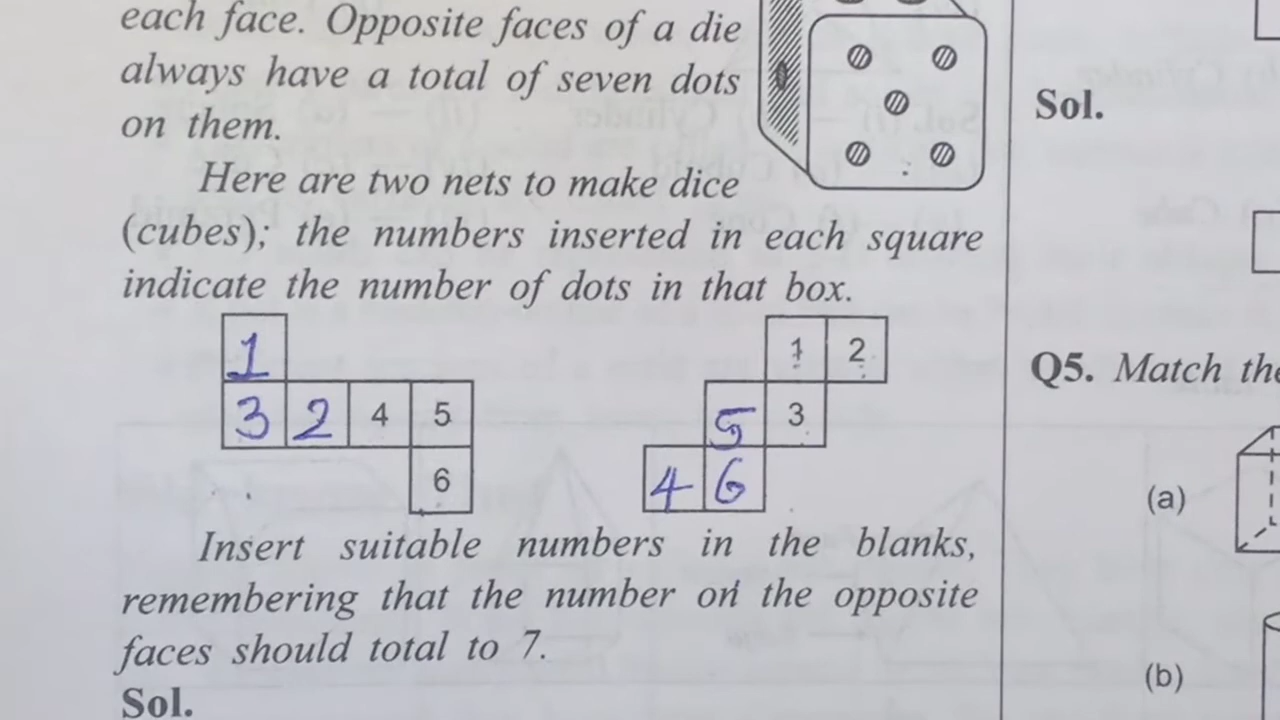 each face. Opposite faces of a die
always have a total of seven dots
on them.
Here are two nets to make dice
(cubes); the numbers inserted in each square
indicate the number of dots in that box.
1
3 2 4 5
6
1 2
5 3
4 6
Insert suitable numbers in the blanks,
remembering that the number on the opposite
faces should total to 7.
Sol.
Sol.
Q5. Match the
(a)
(b)